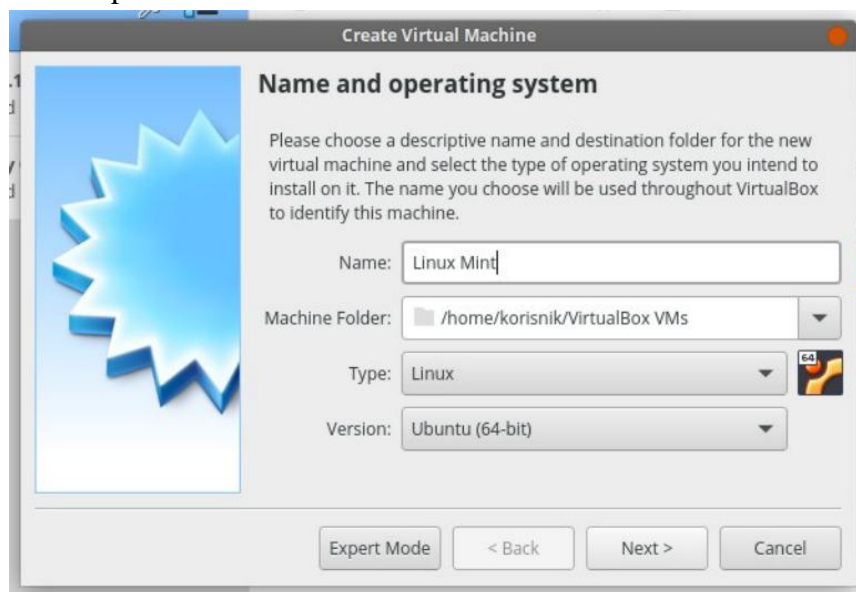 Create Virtual Machine
Name and operating system
Please choose a descriptive name and destination folder for the new
virtual machine and select the type of operating system you intend to
install on it. The name you choose will be used throughout VirtualBox
to identify this machine.
Name: Linux Mint
Machine Folder: /home/korisnik/VirtualBox VMs
Type: Linux
64
Version: Ubuntu (64-bit)
Expert Mode < Back Next > Cancel